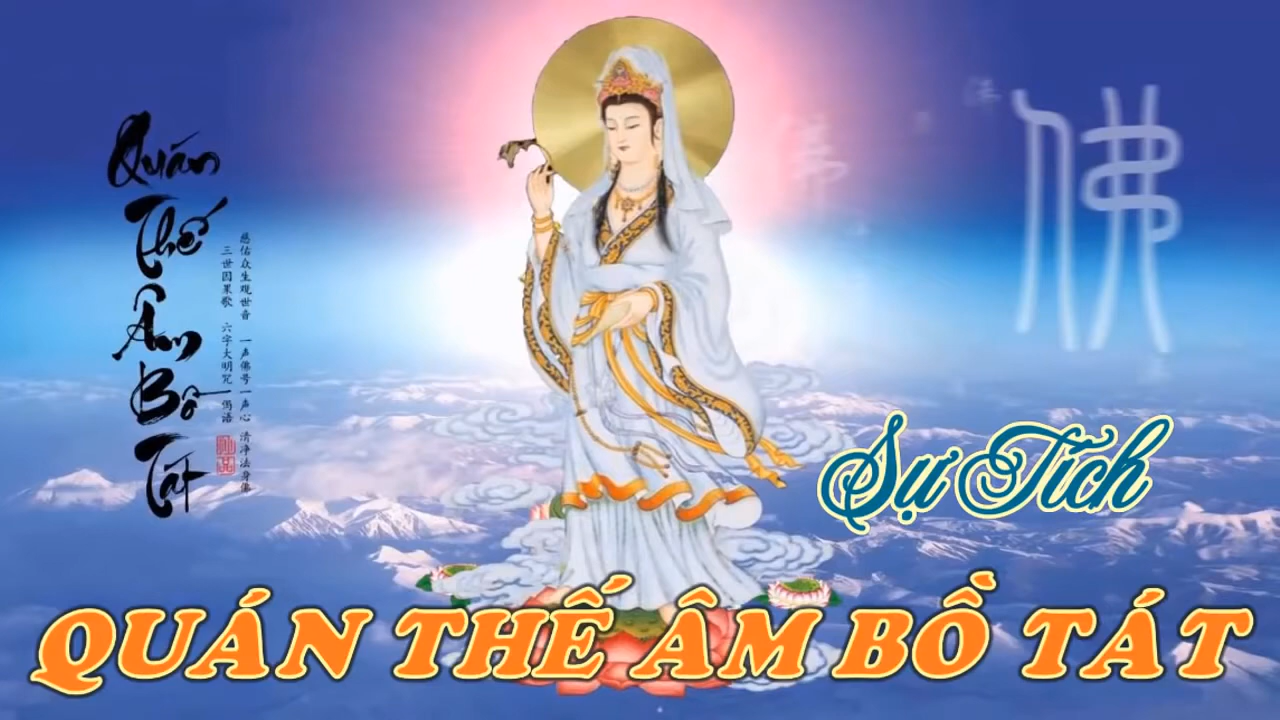 Quán
Thế
Âm
Bồ
Tát
慈佑众生观世音 一声佛号一声心 清净法身佛
三世因果歌 六字大明咒 偈语
佛
Sự Tích
QUÁN THẾ ÂM BỒ TÁT